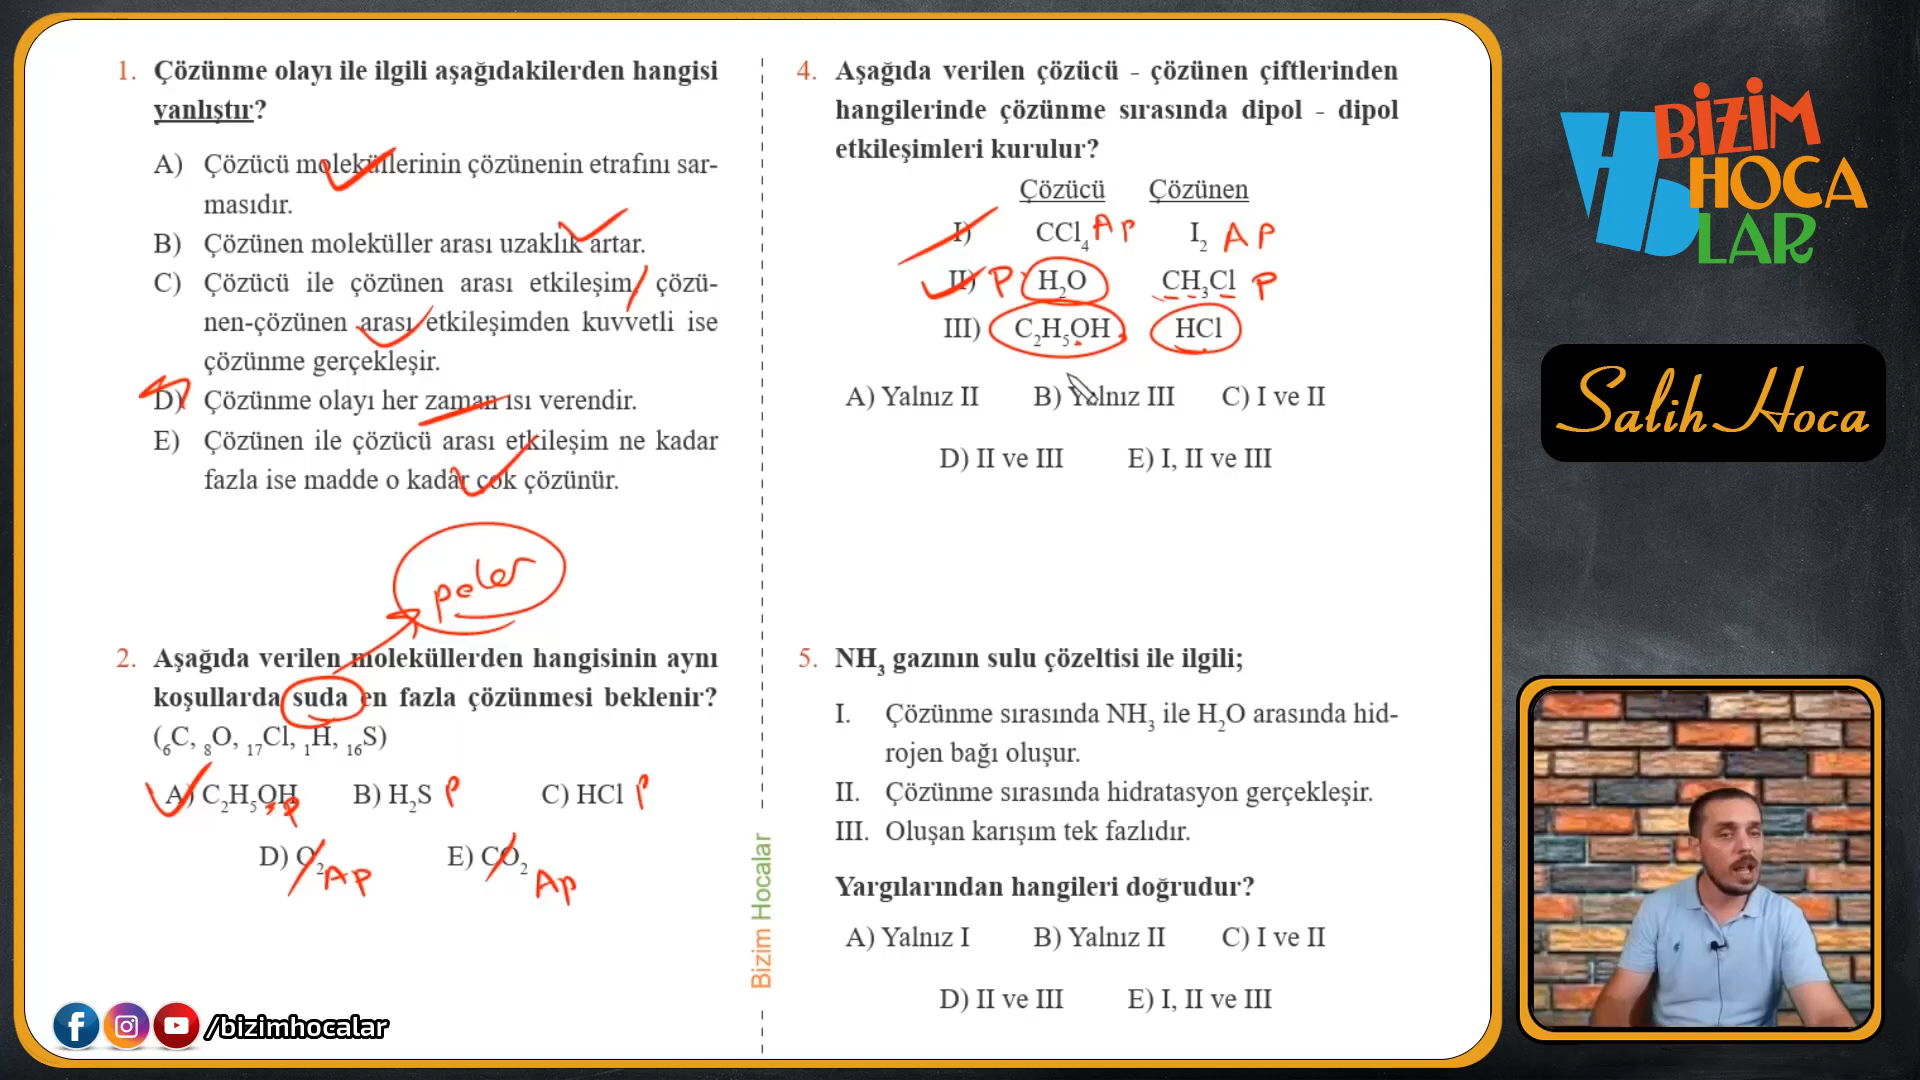 1. Çözünme olayı ile ilgili aşağıdakilerden hangisi
yanlıştır?
A) Çözücü moleküllerinin çözünenin etrafını sar-
masıdır.
B) Çözünen moleküller arası uzaklık artar.
C) Çözücü ile çözünen arası etkileşim, çözü-
nen-çözünen arası etkileşimden kuvvetli ise
çözünme gerçekleşir.
D) Çözünme olayı her zaman ısı verendir.
E) Çözünen ile çözücü arası etkileşim ne kadar
fazla ise madde o kadar çok çözünür.
polar
2. Aşağıda verilen moleküllerden hangisinin aynı
koşullarda suda en fazla çözünmesi beklenir?
(₆C, ₈O, ₁₇Cl, ₁H, ₁₆S)
A) C₂H₅OH P B) H₂S P C) HCl P
D) O₂ AP E) CO₂ AP
Bizim Hocalar
4. Aşağıda verilen çözücü - çözünen çiftlerinden
hangilerinde çözünme sırasında dipol - dipol
etkileşimleri kurulur?
Çözücü Çözünen
I) CCl₄ AP I₂ AP
II) P H₂O CH₃Cl P
III) C₂H₅OH HCl
A) Yalnız II B) Yalnız III C) I ve II
D) II ve III E) I, II ve III
5. NH₃ gazının sulu çözeltisi ile ilgili;
I. Çözünme sırasında NH₃ ile H₂O arasında hid-
rojen bağı oluşur.
II. Çözünme sırasında hidratasyon gerçekleşir.
III. Oluşan karışım tek fazlıdır.
Yargılarından hangileri doğrudur?
A) Yalnız I B) Yalnız II C) I ve II
D) II ve III E) I, II ve III
BİZİM
HOCA
LAR
Salih Hoca
/bizimhocalar